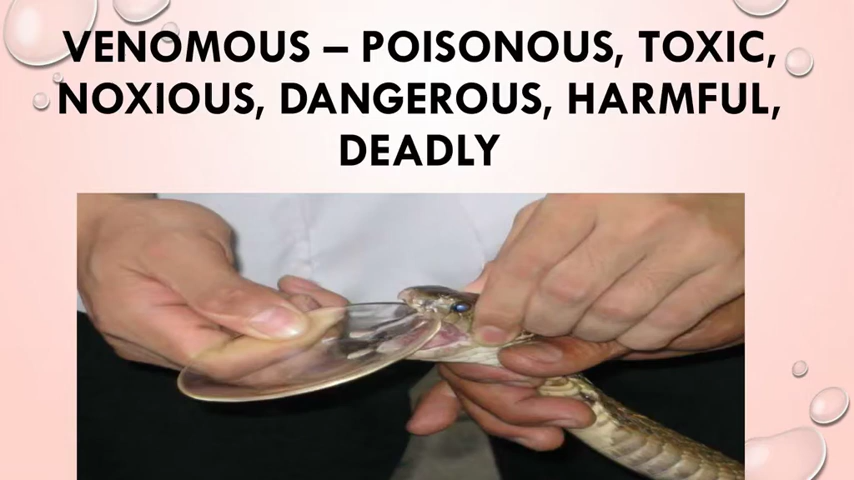 VENOMOUS – POISONOUS, TOXIC,
NOXIOUS, DANGEROUS, HARMFUL,
DEADLY